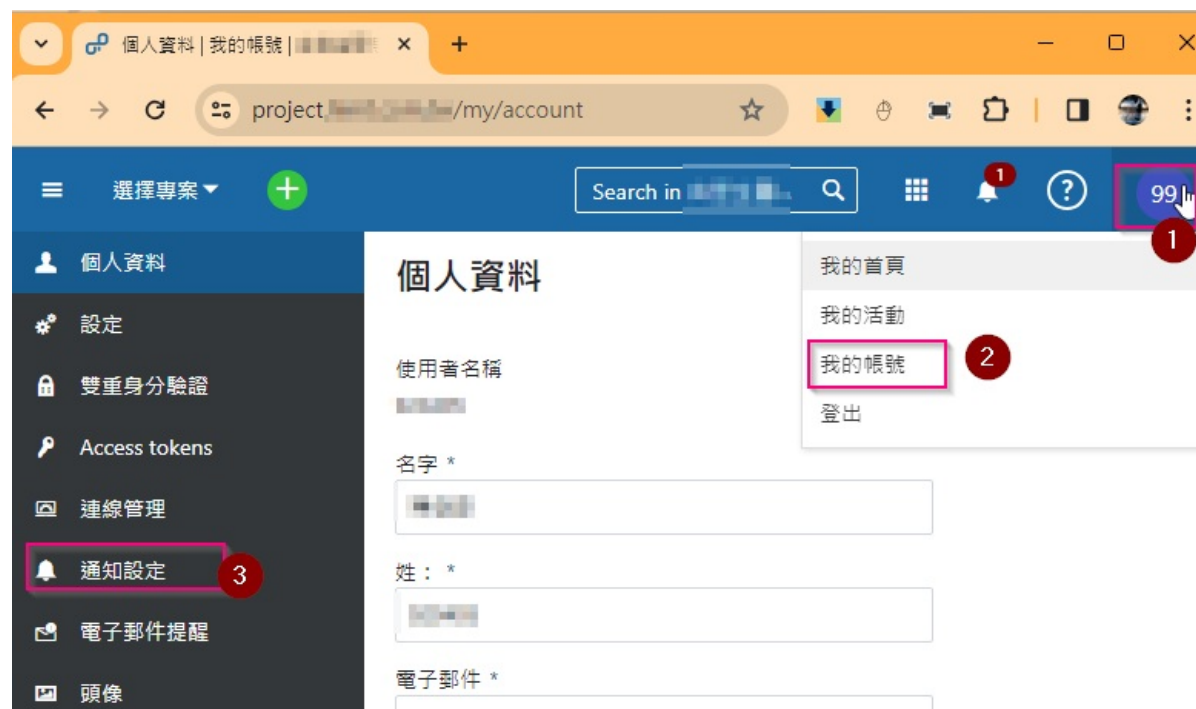 個人資料 | 我的帳號 |
project. /my/account
選擇專案
Search in
1
?
99
1
個人資料
設定
雙重身分驗證
Access tokens
連線管理
通知設定
3
電子郵件提醒
頭像
個人資料
使用者名稱
名字 *
姓： *
電子郵件 *
我的首頁
我的活動
我的帳號
2
登出